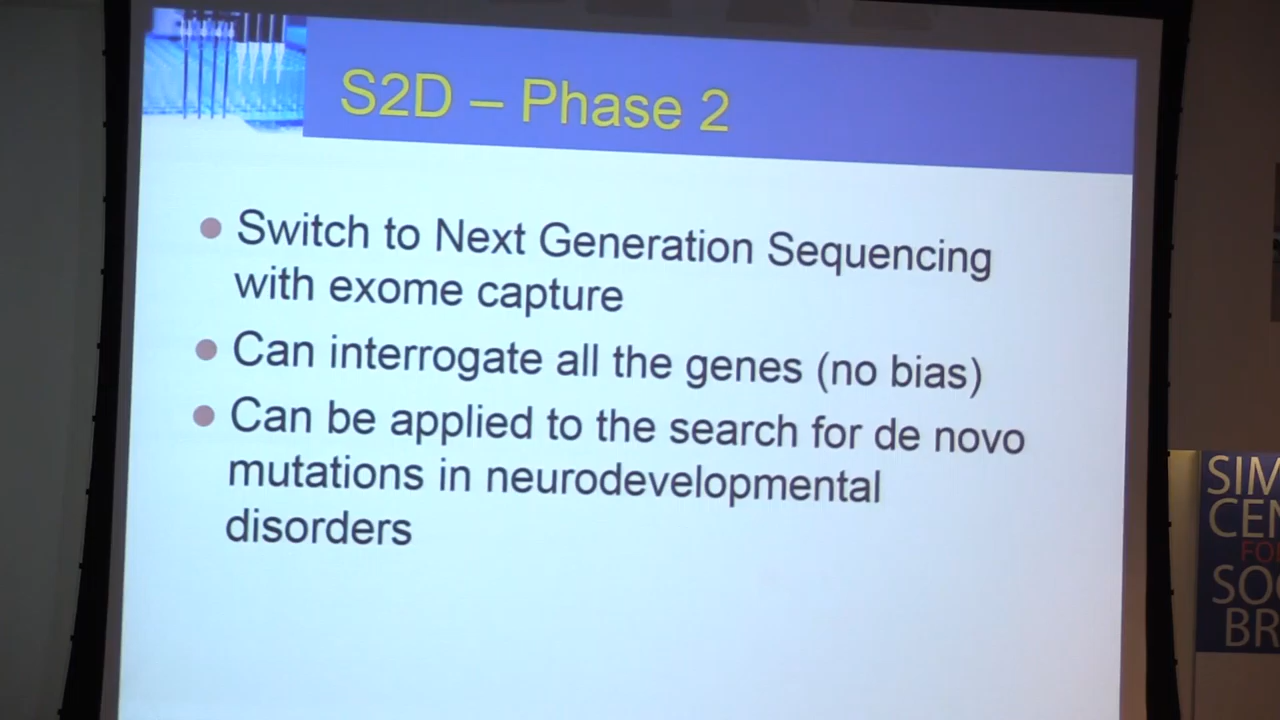 S2D – Phase 2
Switch to Next Generation Sequencing
with exome capture
Can interrogate all the genes (no bias)
Can be applied to the search for de novo
mutations in neurodevelopmental
disorders